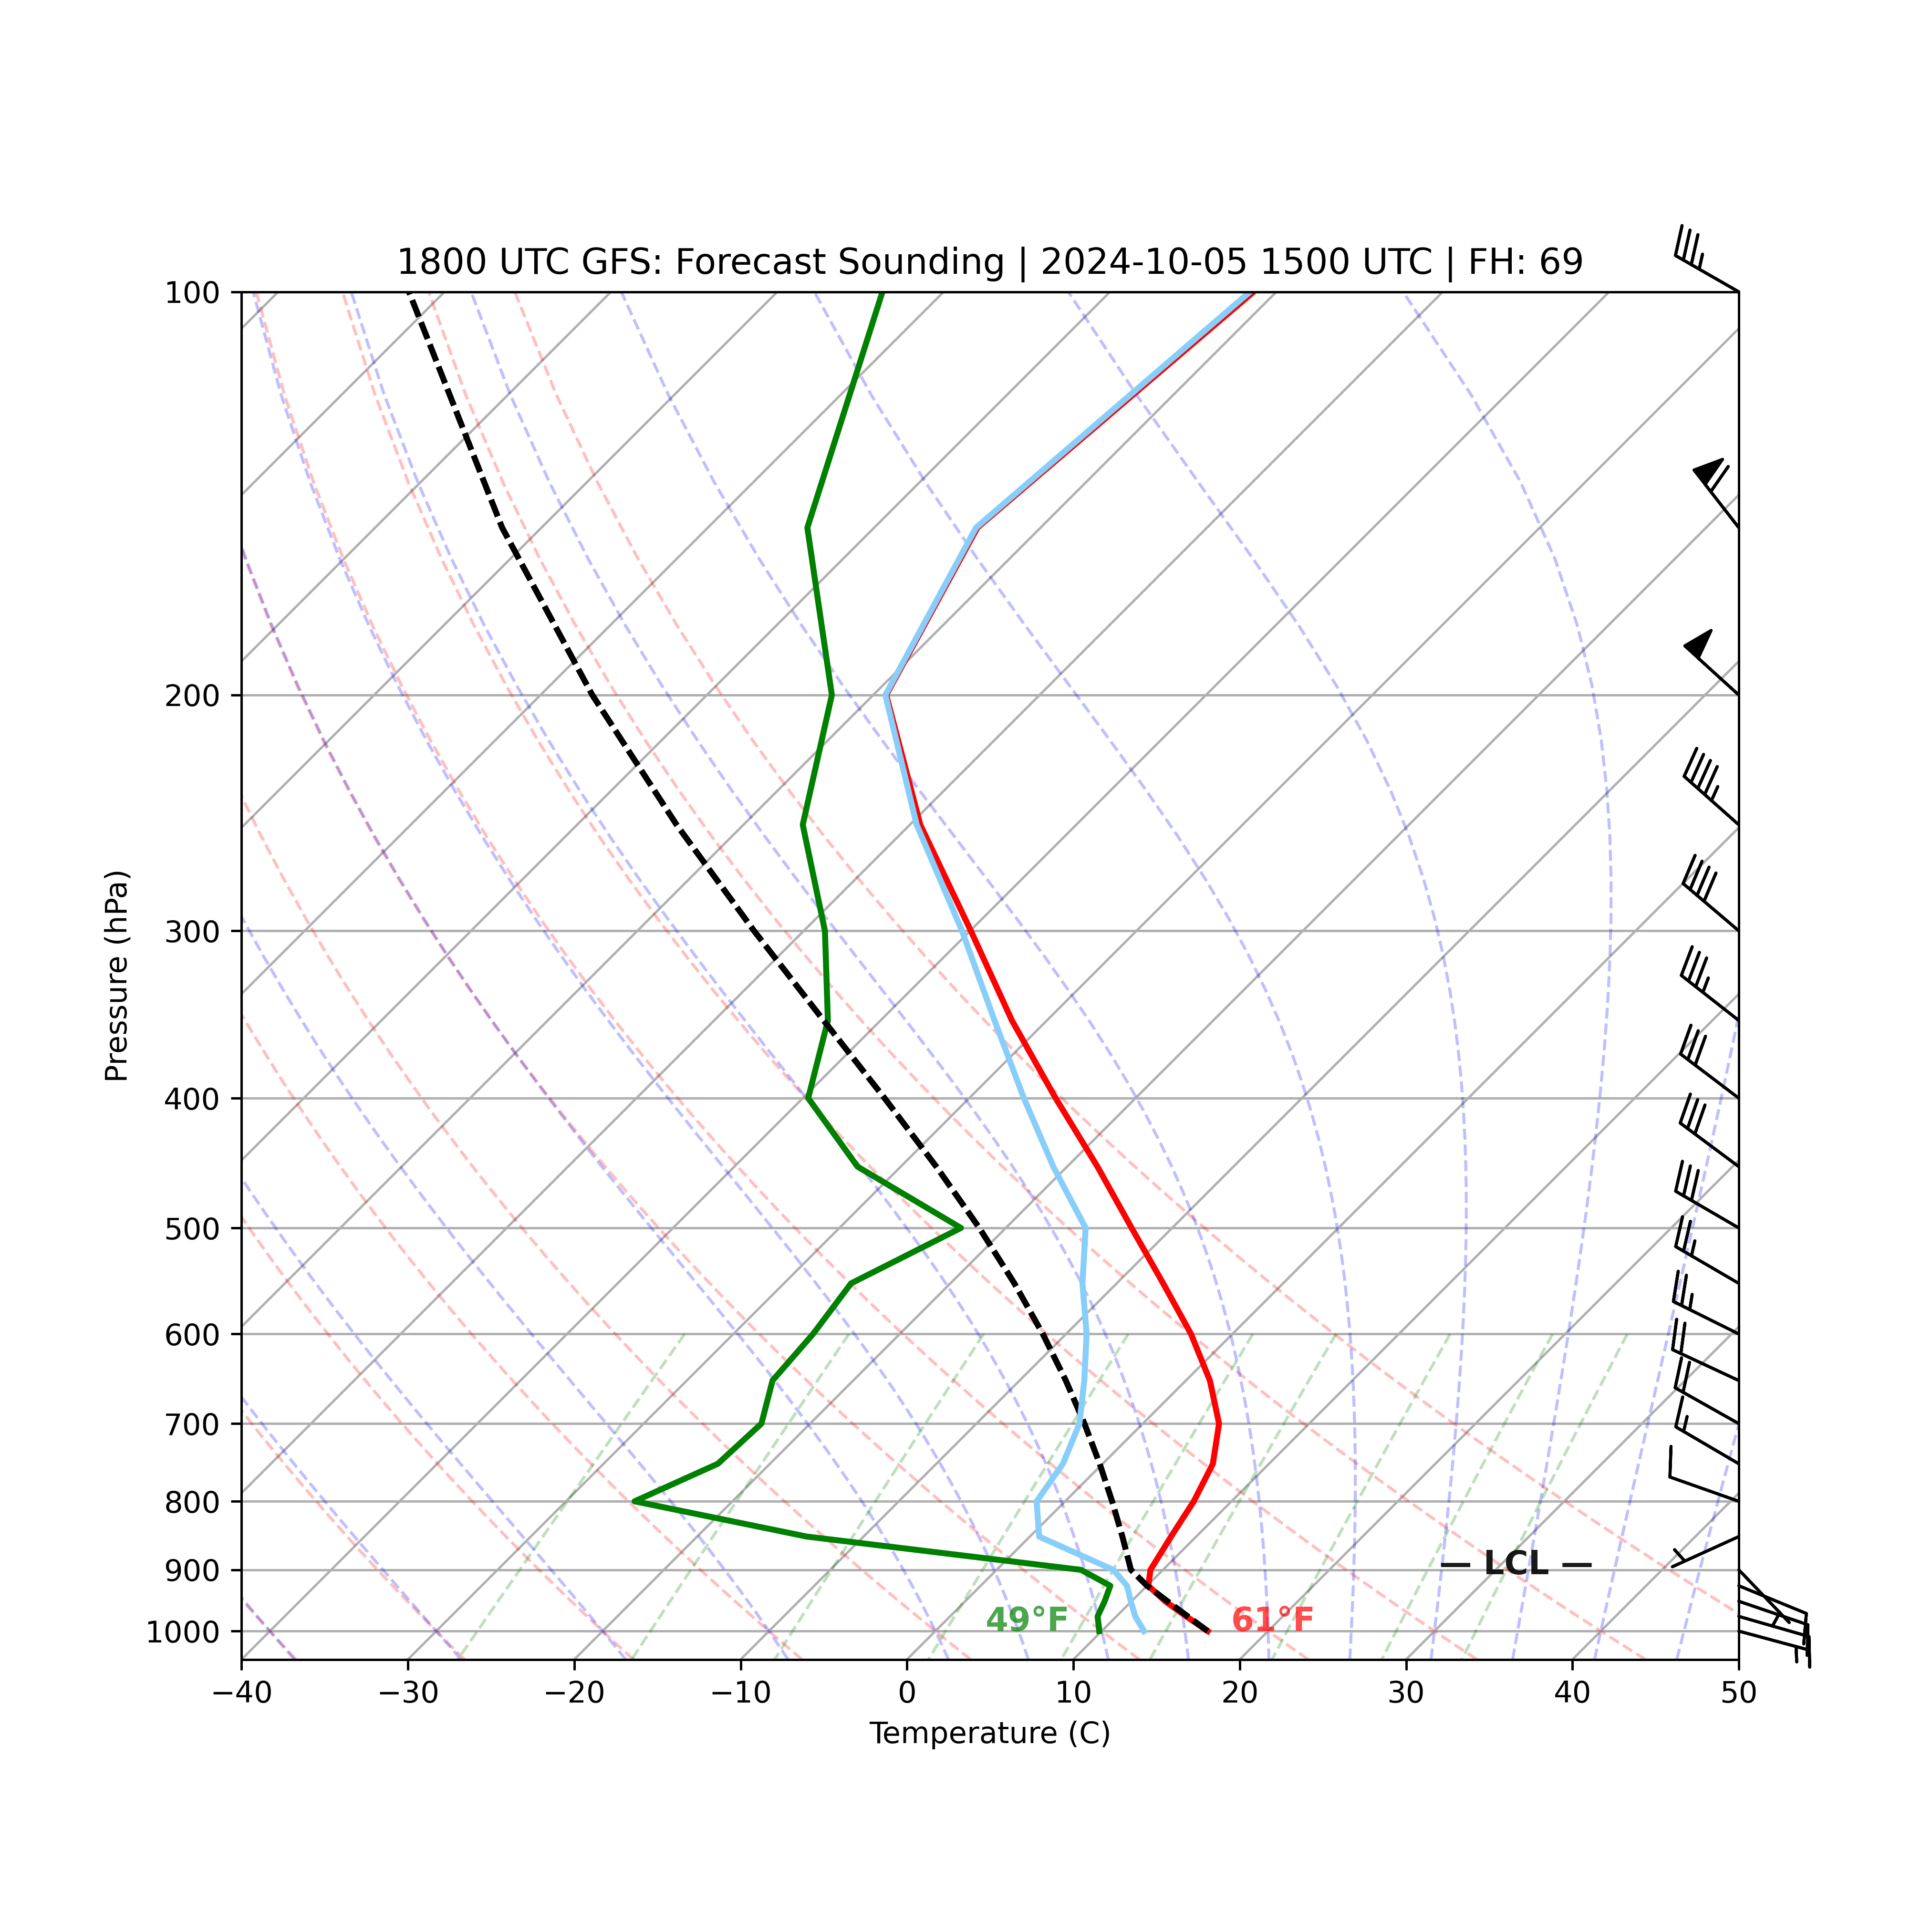 1800 UTC GFS: Forecast Sounding | 2024-10-05 1500 UTC | FH: 69
100
200
300
400
500
600
700
800
900
1000
Pressure (hPa)
— LCL —
49°F
61°F
−40 −30 −20 −10 0 10 20 30 40 50
Temperature (C)